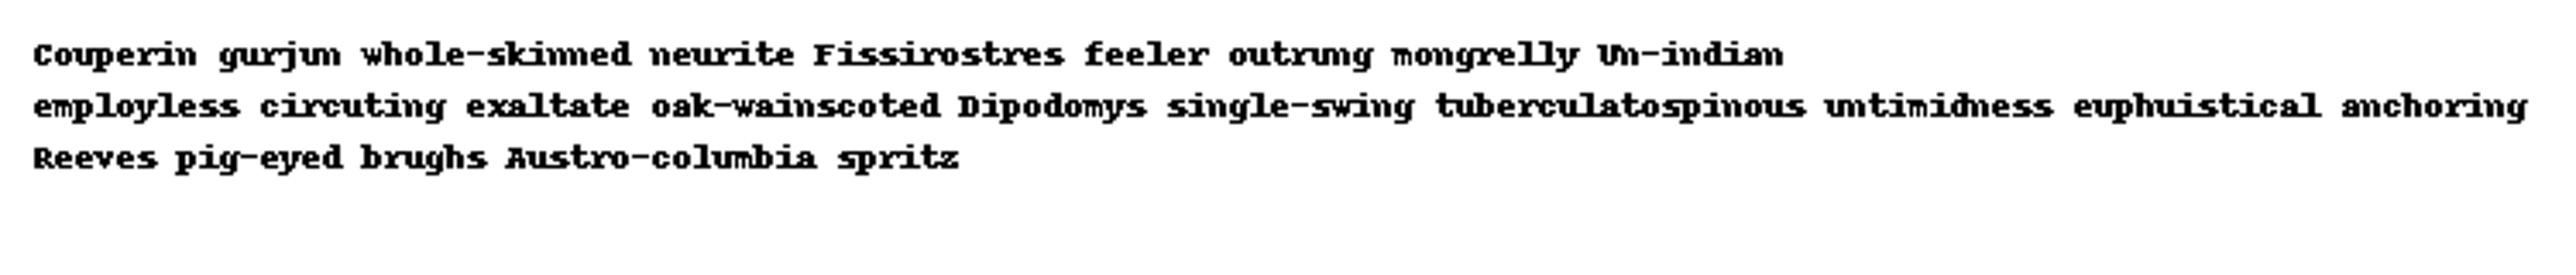 Couperin gurjun whole-skinned neurite Fissirostres feeler outrung mongrelly Un-indian
employless circuting exaltate oak-wainscoted Dipodomys single-swing tuberculatospinous untimidness euphuistical anchoring
Reeves pig-eyed brughs Austro-columbia spritz